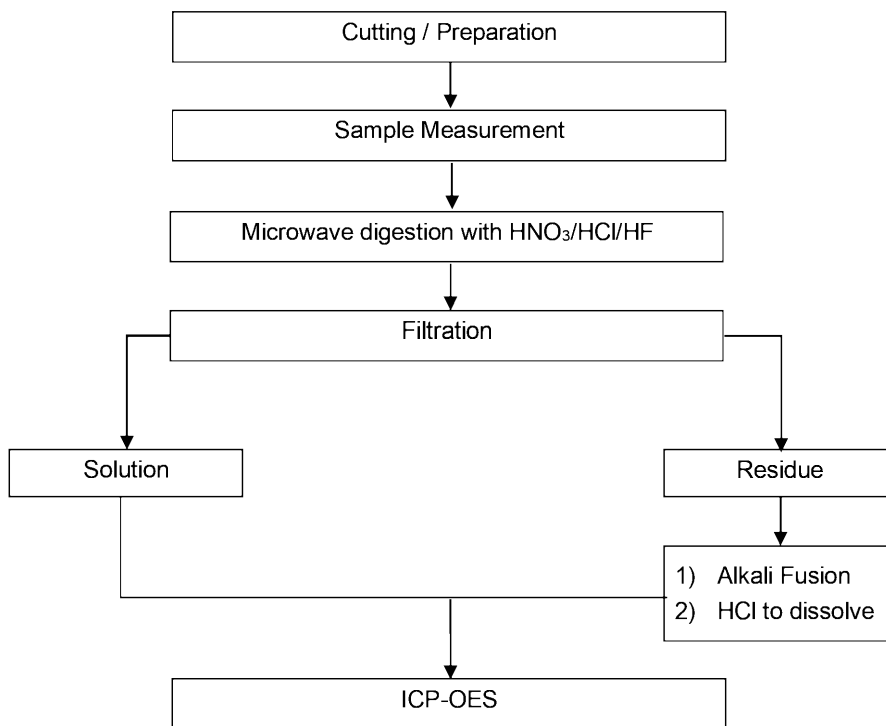 Cutting / Preparation
Sample Measurement
Microwave digestion with HNO₃/HCl/HF
Filtration
Solution
Residue
1) Alkali Fusion
2) HCl to dissolve
ICP-OES